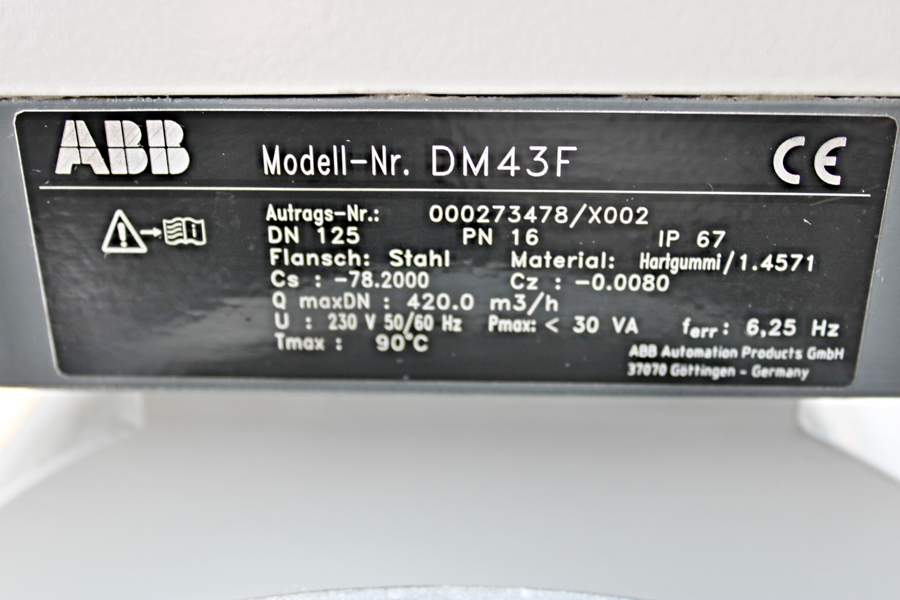 ABB
Modell-Nr. DM43F
CE
Autrags-Nr.: 000273478/X002
DN 125 PN 16 IP 67
Flansch: Stahl Material: Hartgummi/1.4571
Cs : -78.2000 Cz : -0.0080
Q maxDN : 420.0 m3/h
U : 230 V 50/60 Hz Pmax: < 30 VA ferr: 6,25 Hz
Tmax : 90°C
ABB Automation Products GmbH
37070 Göttingen - Germany